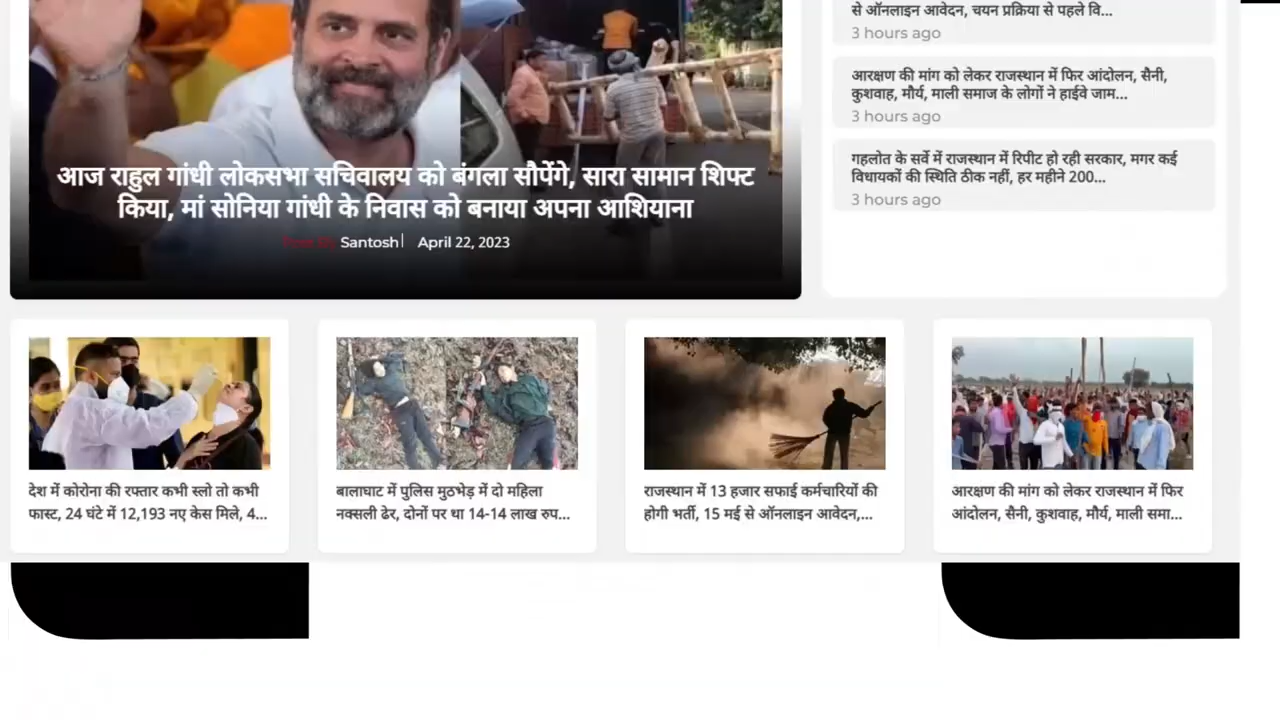 से ऑनलाइन आवेदन, चयन प्रक्रिया से पहले वि...
3 hours ago
आरक्षण की मांग को लेकर राजस्थान में फिर आंदोलन, सैनी,
कुशवाह, मौर्य, माली समाज के लोगों ने हाईवे जाम...
3 hours ago
गहलोत के सर्वे में राजस्थान में रिपीट हो रही सरकार, मगर कई
विधायकों की स्थिति ठीक नहीं, हर महीने 200...
3 hours ago
आज राहुल गांधी लोकसभा सचिवालय को बंगला सौपेंगे, सारा सामान शिफ्ट
किया, मां सोनिया गांधी के निवास को बनाया अपना आशियाना
Santosh | April 22, 2023
देश में कोरोना की रफ्तार कभी स्लो तो कभी
फास्ट, 24 घंटे में 12,193 नए केस मिले, 4...
बालाघाट में पुलिस मुठभेड़ में दो महिला
नक्सली ढेर, दोनों पर था 14-14 लाख रुप...
राजस्थान में 13 हजार सफाई कर्मचारियों की
होगी भर्ती, 15 मई से ऑनलाइन आवेदन,...
आरक्षण की मांग को लेकर राजस्थान में फिर
आंदोलन, सैनी, कुशवाह, मौर्य, माली समा...